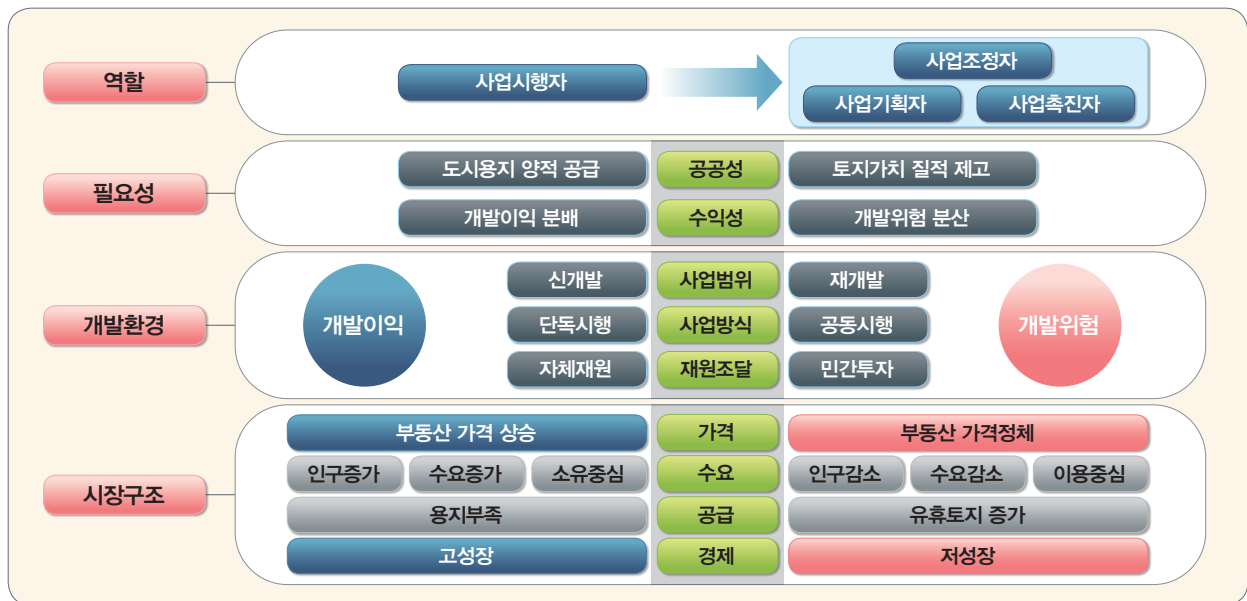 역할
사업시행자
사업조정자
사업기획자 사업촉진자
필요성
도시용지 양적 공급 공공성 토지가치 질적 제고
개발이익 분배 수익성 개발위험 분산
개발환경
개발이익
신개발 사업범위 재개발
단독시행 사업방식 공동시행
자체재원 재원조달 민간투자
개발위험
시장구조
부동산 가격 상승 가격 부동산 가격정체
인구증가 수요증가 소유중심 수요 인구감소 수요감소 이용중심
용지부족 공급 유휴토지 증가
고성장 경제 저성장